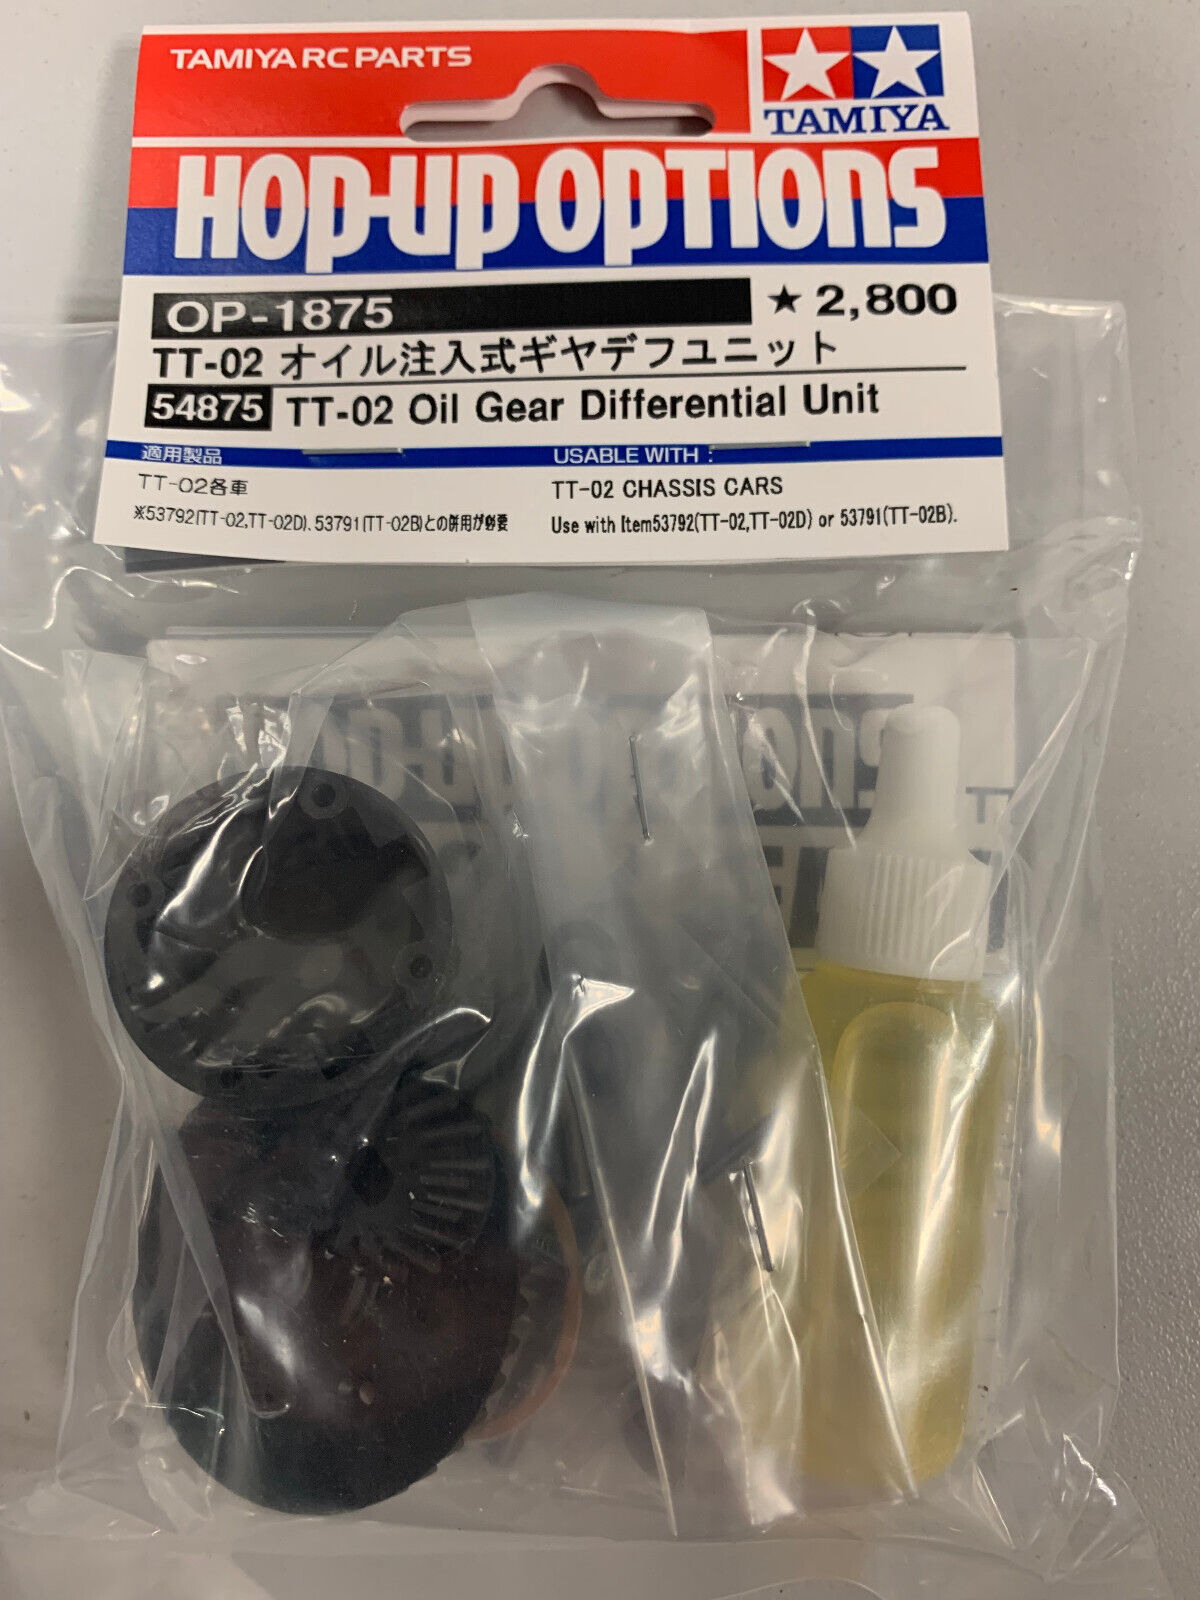 TAMIYA RC PARTS
TAMIYA
HOP-UP OPTIONS
OP-1875 ★ 2,800
TT-02 オイル注入式ギヤデフユニット
54875 TT-02 Oil Gear Differential Unit
適用製品
TT-02各車
※53792(TT-02,TT-02D), 53791(TT-02B)との併用が必要
USABLE WITH :
TT-02 CHASSIS CARS
Use with Item53792(TT-02,TT-02D) or 53791(TT-02B).